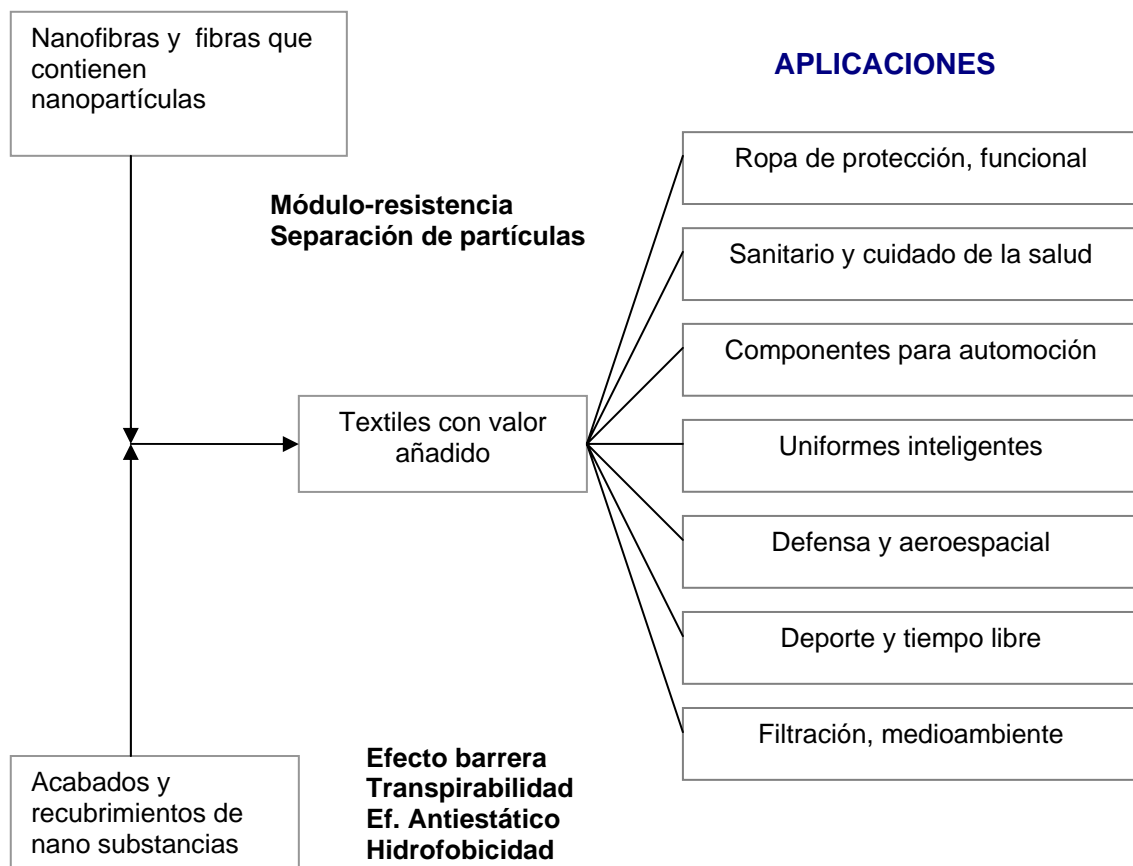 Nanofibras y fibras que
contienen
nanopartículas
APLICACIONES
Módulo-resistencia
Separación de partículas
Ropa de protección, funcional
Sanitario y cuidado de la salud
Componentes para automoción
Textiles con valor
añadido
Uniformes inteligentes
Defensa y aeroespacial
Deporte y tiempo libre
Filtración, medioambiente
Acabados y
recubrimientos de
nano substancias
Efecto barrera
Transpirabilidad
Ef. Antiestático
Hidrofobicidad